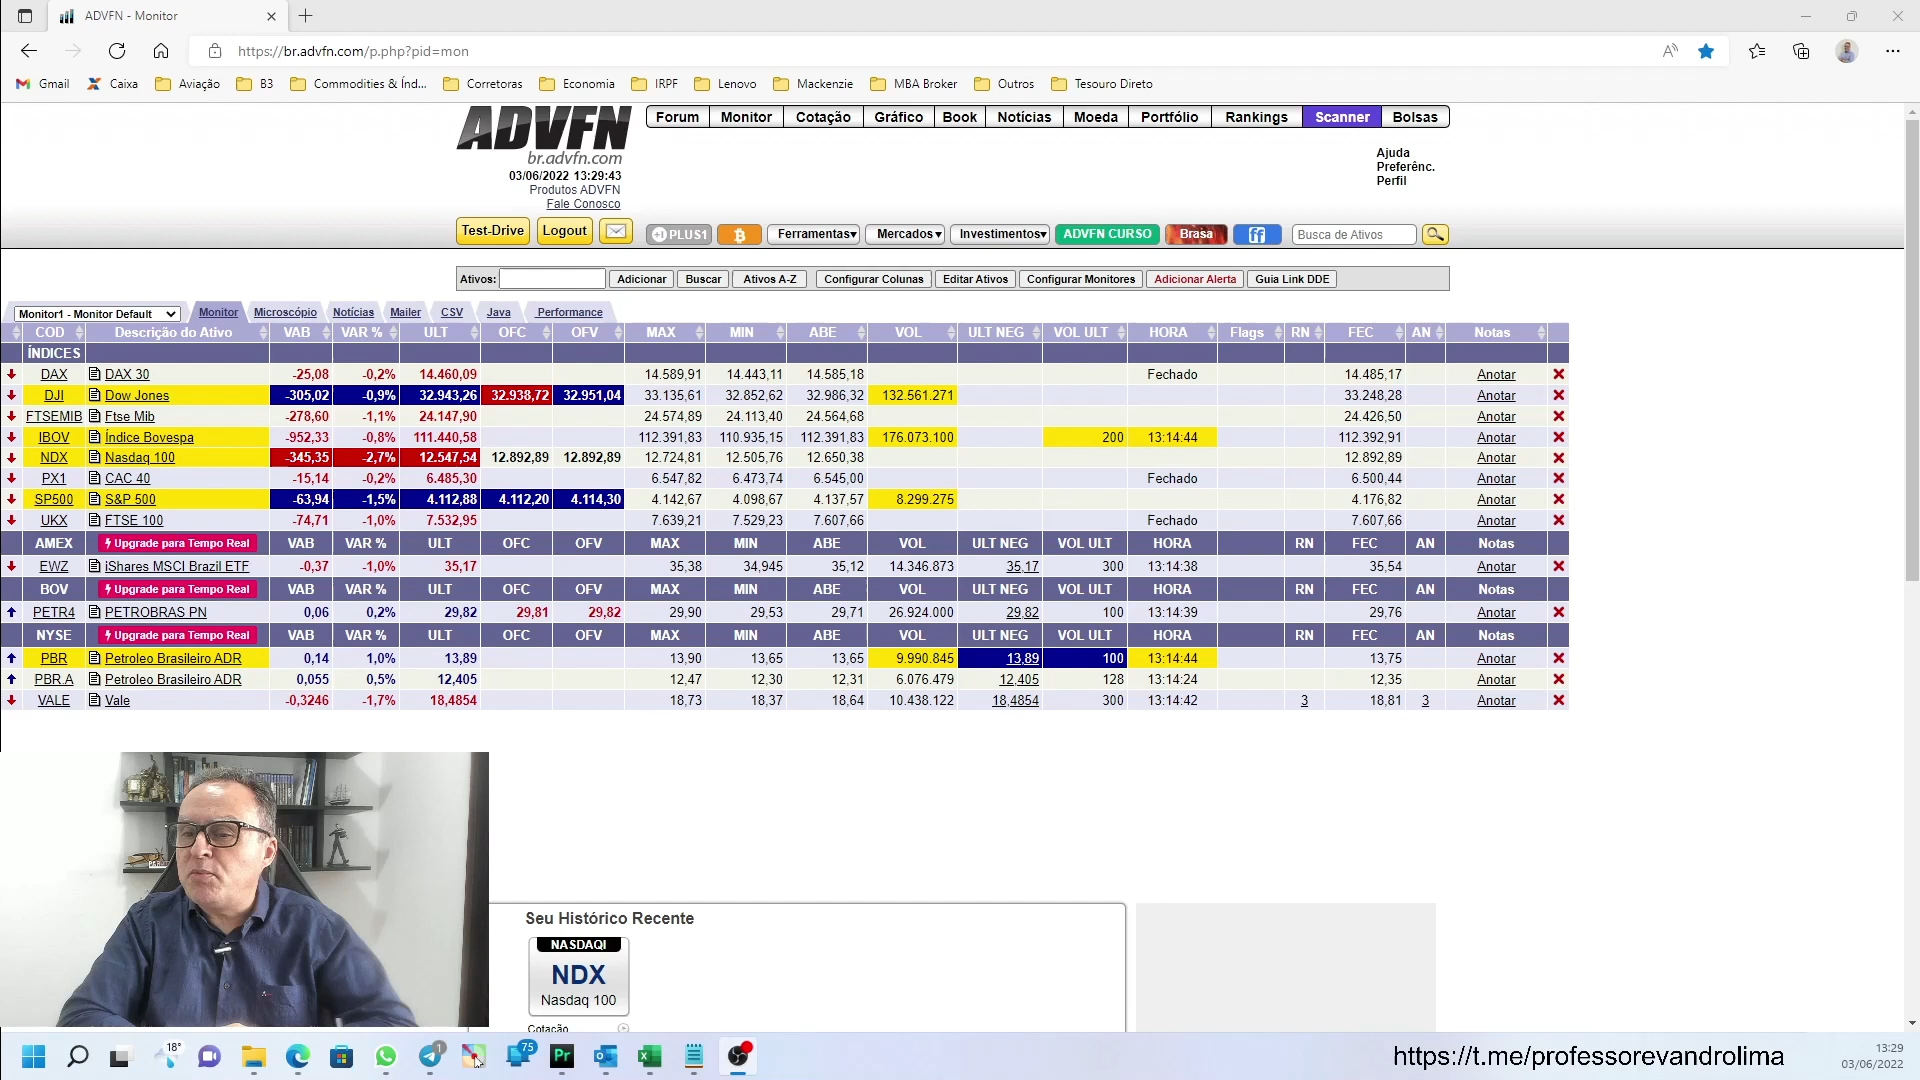 ADVFN - Monitor
https://br.advfn.com/p.php?pid=mon
Gmail Caixa Aviação B3 Commodities & Índ... Corretoras Economia IRPF Lenovo Mackenzie MBA Broker Outros Tesouro Direto
ADVFN
br.advfn.com
03/06/2022 13:29:43
Produtos ADVFN
Fale Conosco
Forum Monitor Cotação Gráfico Book Notícias Moeda Portfólio Rankings Scanner Bolsas
Ajuda
Preferênc.
Perfil
Test-Drive Logout PLUS1 Ferramentas Mercados Investimentos ADVFN CURSO Brasa Busca de Ativos
Ativos: Adicionar Buscar Ativos A-Z Configurar Colunas Editar Ativos Configurar Monitores Adicionar Alerta Guia Link DDE
Monitor1 - Monitor Default Monitor Microscópio Notícias Mailer CSV Java Performance
COD Descrição do Ativo VAB VAR % ULT OFC OFV MAX MIN ABE VOL ULT NEG VOL ULT HORA Flags RN FEC AN Notas
ÍNDICES
DAX DAX 30 -25,08 -0,2% 14.460,09 14.589,91 14.443,11 14.585,18 Fechado 14.485,17 Anotar
DJI Dow Jones -305,02 -0,9% 32.943,26 32.938,72 32.951,04 33.135,61 32.852,62 32.986,32 132.561.271 33.248,28 Anotar
FTSEMIB Ftse Mib -278,60 -1,1% 24.147,90 24.574,89 24.113,40 24.564,68 24.426,50 Anotar
IBOV Índice Bovespa -952,33 -0,8% 111.440,58 112.391,83 110.935,15 112.391,83 176.073.100 200 13:14:44 112.392,91 Anotar
NDX Nasdaq 100 -345,35 -2,7% 12.547,54 12.892,89 12.892,89 12.724,81 12.505,76 12.650,38 12.892,89 Anotar
PX1 CAC 40 -15,14 -0,2% 6.485,30 6.547,82 6.473,74 6.545,00 Fechado 6.500,44 Anotar
SP500 S&P 500 -63,94 -1,5% 4.112,88 4.112,20 4.114,30 4.142,67 4.098,67 4.137,57 8.299.275 4.176,82 Anotar
UKX FTSE 100 -74,71 -1,0% 7.532,95 7.639,21 7.529,23 7.607,66 Fechado 7.607,66 Anotar
AMEX Upgrade para Tempo Real VAB VAR % ULT OFC OFV MAX MIN ABE VOL ULT NEG VOL ULT HORA RN FEC AN Notas
EWZ iShares MSCI Brazil ETF -0,37 -1,0% 35,17 35,38 34,945 35,12 14.346.873 35,17 300 13:14:38 35,54 Anotar
BOV Upgrade para Tempo Real VAB VAR % ULT OFC OFV MAX MIN ABE VOL ULT NEG VOL ULT HORA RN FEC AN Notas
PETR4 PETROBRAS PN 0,06 0,2% 29,82 29,81 29,82 29,90 29,53 29,71 26.924.000 29,82 100 13:14:39 29,76 Anotar
NYSE Upgrade para Tempo Real VAB VAR % ULT OFC OFV MAX MIN ABE VOL ULT NEG VOL ULT HORA RN FEC AN Notas
PBR Petroleo Brasileiro ADR 0,14 1,0% 13,89 13,90 13,65 13,65 9.990.845 13,89 100 13:14:44 13,75 Anotar
PBR.A Petroleo Brasileiro ADR 0,055 0,5% 12,405 12,47 12,30 12,31 6.076.479 12,405 128 13:14:24 12,35 Anotar
VALE Vale -0,3246 -1,7% 18,4854 18,73 18,37 18,64 10.438.122 18,4854 300 13:14:42 3 18,81 3 Anotar
Seu Histórico Recente
NASDAQI
NDX
Nasdaq 100
Cotação
18°
1
75
Pr
https://t.me/professorevandrolima
13:29
03/06/2022